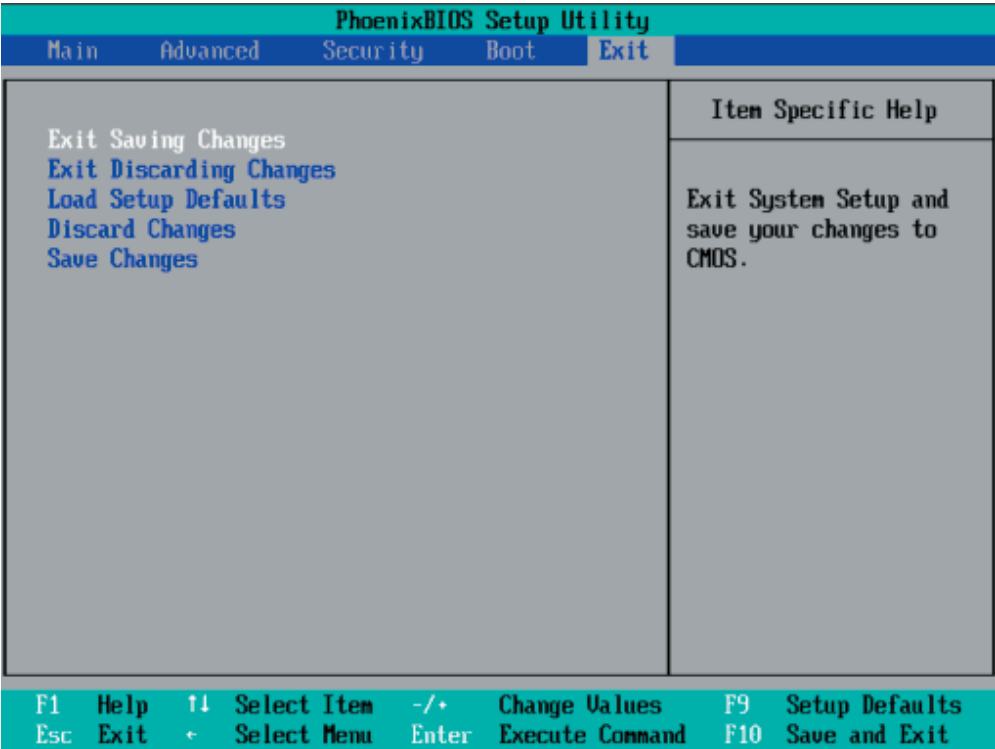 PhoenixBIOS Setup Utility
Main Advanced Security Boot Exit
Item Specific Help
Exit Saving Changes
Exit Discarding Changes
Load Setup Defaults
Discard Changes
Save Changes
Exit System Setup and
save your changes to
CMOS.
F1 Help ↑↓ Select Item -/+ Change Values F9 Setup Defaults
Esc Exit ← Select Menu Enter Execute Command F10 Save and Exit